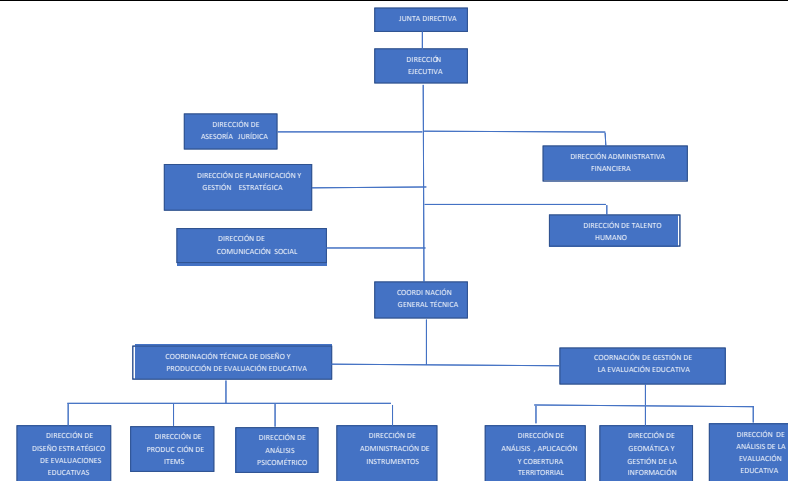 JUNTA DIRECTIVA
DIRECCIÓN
EJECUTIVA
DIRECCIÓN DE
ASESORÍA JURÍDICA
DIRECCIÓN ADMINISTRATIVA
FINANCIERA
DIRECCIÓN DE PLANIFICACIÓN Y
GESTIÓN ESTRATÉGICA
DIRECCIÓN DE TALENTO
HUMANO
DIRECCIÓN DE
COMUNICACIÓN SOCIAL
COORDI NACIÓN
GENERAL TÉCNICA
COORDINACIÓN TÉCNICA DE DISEÑO Y
PRODUCCIÓN DE EVALUACIÓN EDUCATIVA
COORNACIÓN DE GESTIÓN DE
LA EVALUACIÓN EDUCATIVA
DIRECCIÓN DE
DISEÑO ESTR ATÉGICO
DE EVALUACIONES
EDUCATIVAS
DIRECCIÓN DE
PRODUC CIÓN DE
ITEMS
DIRECCIÓN DE
ANÁLISIS
PSICOMÉTRICO
DIRECCIÓN DE
ADMINISTRACIÓN DE
INSTRUMENTOS
DIRECCIÓN DE
ANÁLISIS , APLICACIÓN
Y COBERTURA
TERRITORRIAL
DIRECCIÓN DE
GEOMÁTICA Y
GESTIÓN DE LA
INFORMACIÓN
DIRECCIÓN DE
ANÁLISIS DE LA
EVALUACIÓN
EDUCATIVA